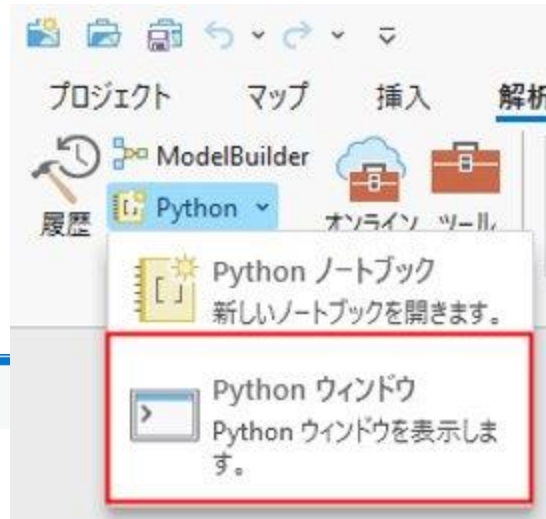 プロジェクト マップ 挿入 解析
ModelBuilder
履歴 Python オンライン ツール
Python ノートブック
新しいノートブックを開きます。
Python ウィンドウ
Python ウィンドウを表示しま
す。